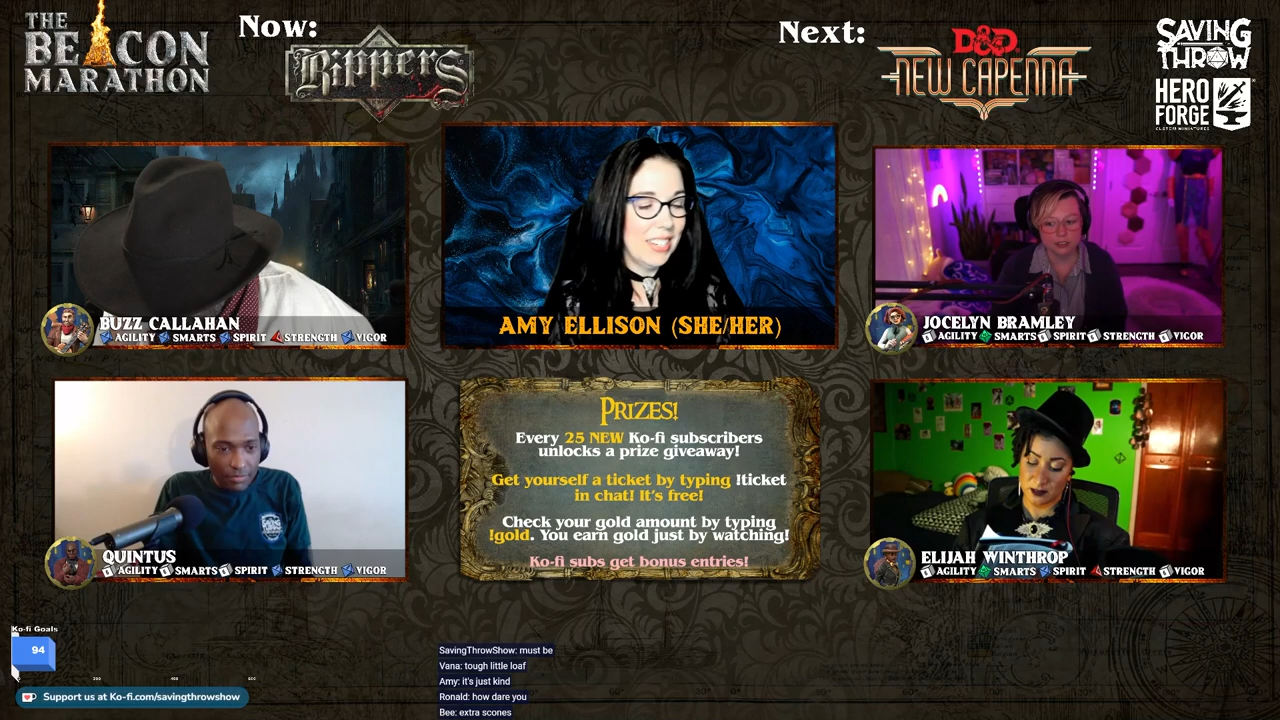 THE
BEACON
MARATHON
Now:
Rippers
Next:
D&D
NEW CAPENNA
SAVING
THROW
HERO
FORGE
CUSTOM MINIATURES
AMY ELLISON (SHE/HER)
BUZZ CALLAHAN
AGILITY SMARTS SPIRIT STRENGTH VIGOR
JOCELYN BRAMLEY
AGILITY SMARTS SPIRIT STRENGTH VIGOR
PRIZES!
Every 25 NEW Ko-fi subscribers
unlocks a prize giveaway!
Get yourself a ticket by typing !ticket
in chat! It's free!
Check your gold amount by typing
!gold. You earn gold just by watching!
Ko-fi subs get bonus entries!
QUINTUS
AGILITY SMARTS SPIRIT STRENGTH VIGOR
ELIJAH WINTHROP
AGILITY SMARTS SPIRIT STRENGTH VIGOR
Ko-fi Goals
94
Support us at Ko-fi.com/savingthrowshow
SavingThrowShow: must be
Vana: tough little loaf
Amy: it's just kind
Ronald: how dare you
Bee: extra scones